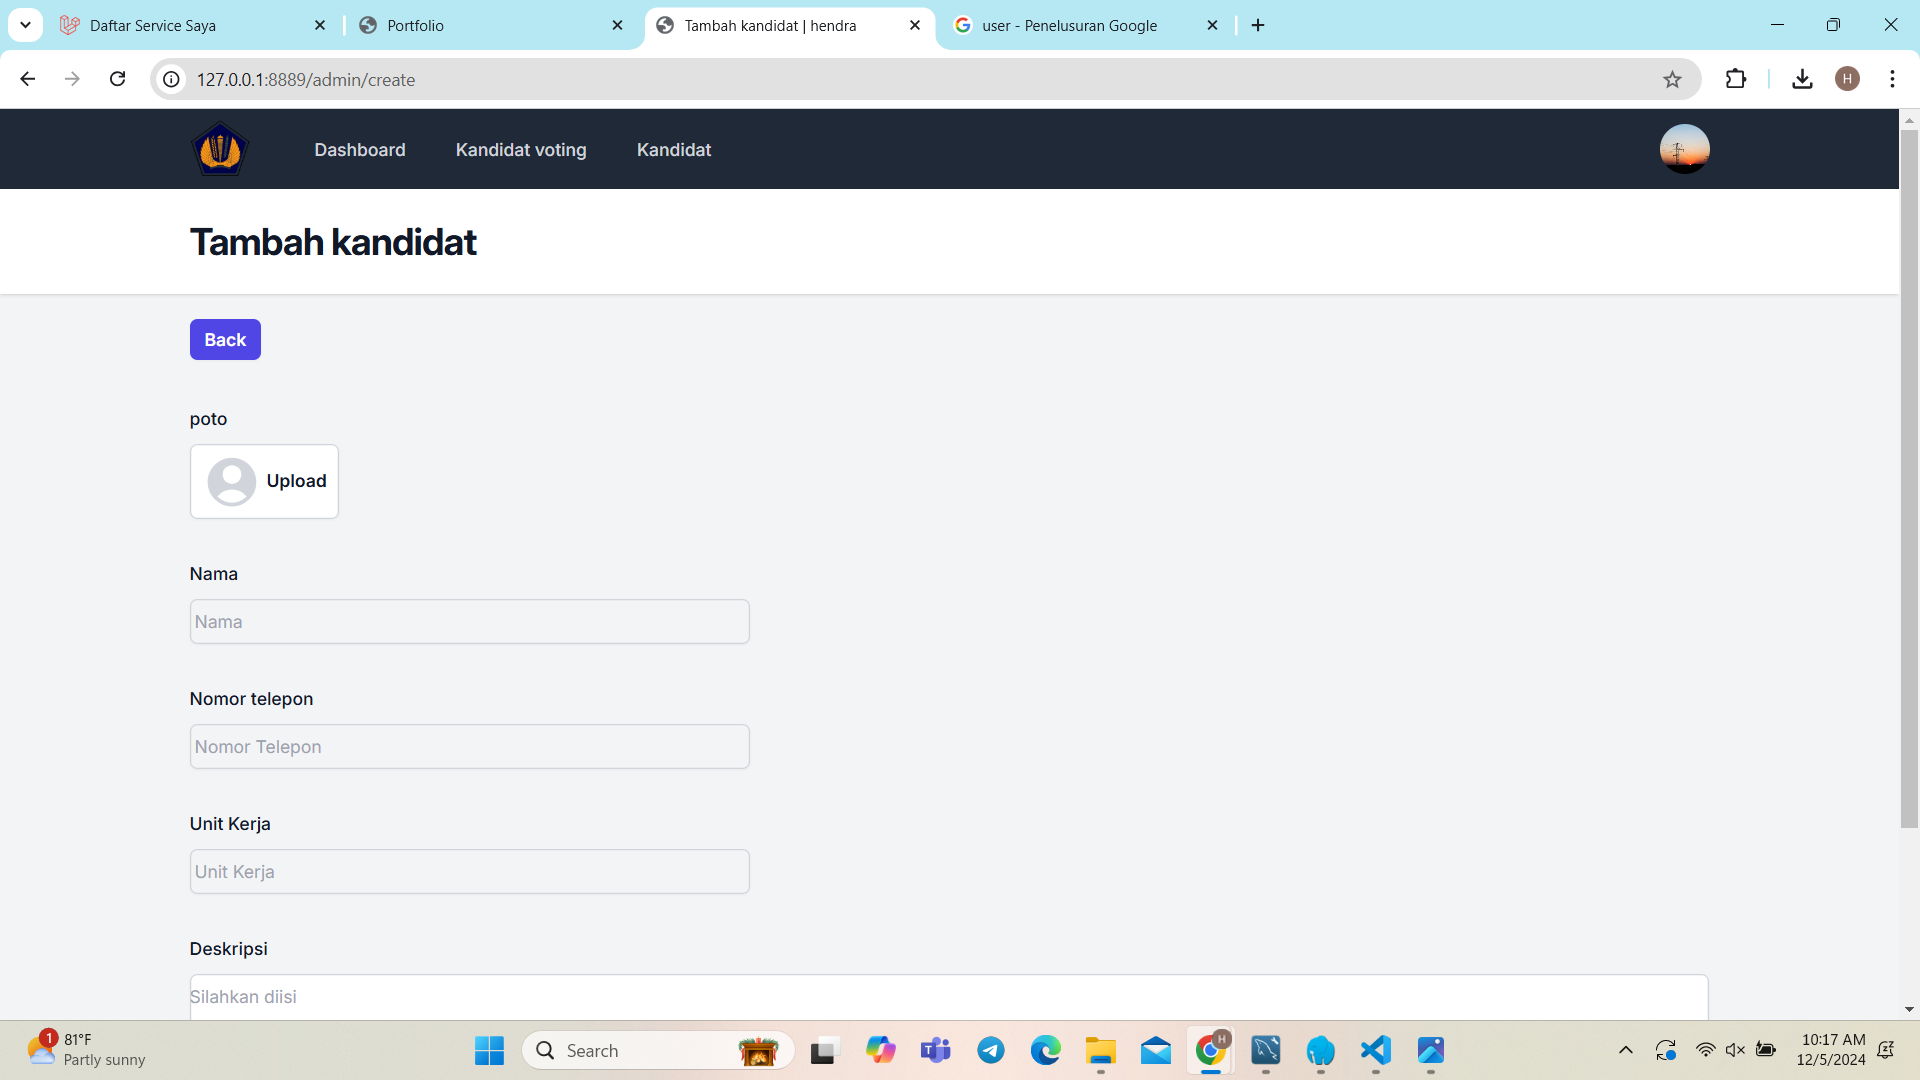 Daftar Service Saya
Portfolio
Tambah kandidat | hendra
user - Penelusuran Google
127.0.0.1:8889/admin/create
H
Dashboard
Kandidat voting
Kandidat
Tambah kandidat
Back
poto
Upload
Nama
Nama
Nomor telepon
Nomor Telepon
Unit Kerja
Unit Kerja
Deskripsi
Silahkan diisi
1
81°F
Partly sunny
Search
H
10:17 AM
12/5/2024